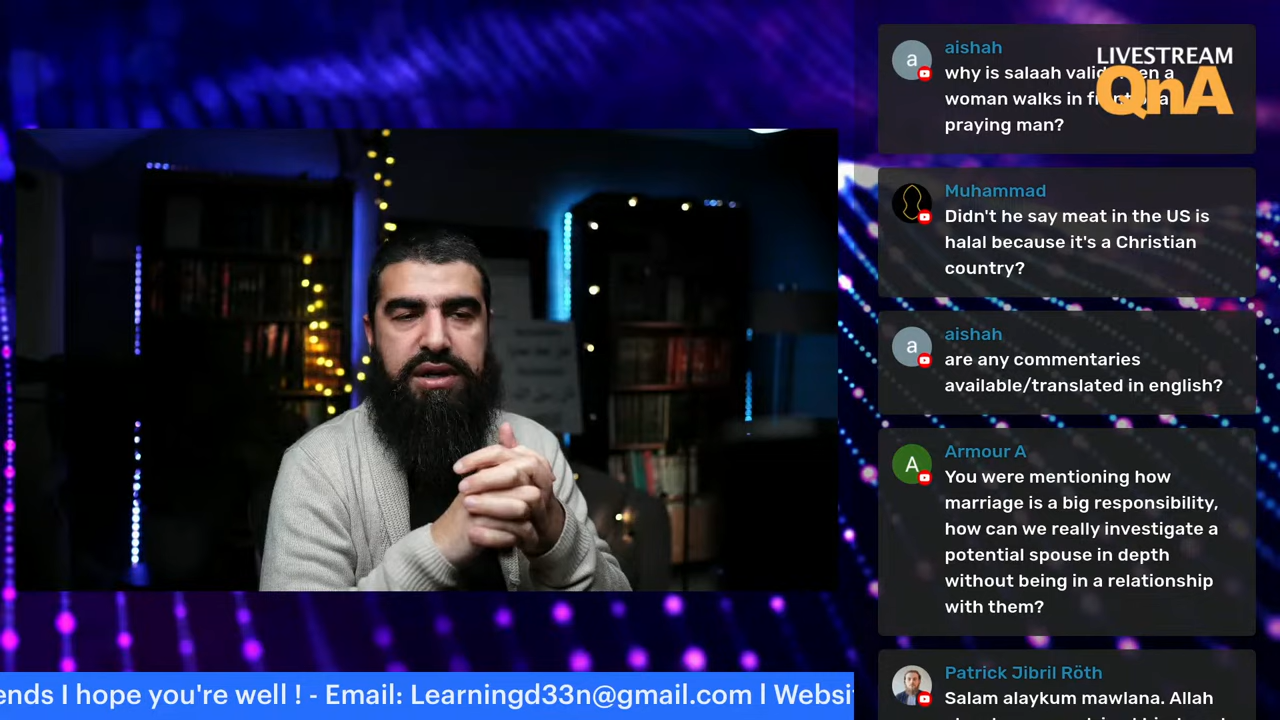 aishah
why is salaah valid
woman walks in
praying man?
LIVESTREAM
QnA
Muhammad
Didn't he say meat in the US is
halal because it's a Christian
country?
aishah
are any commentaries
available/translated in english?
Armour A
You were mentioning how
marriage is a big responsibility,
how can we really investigate a
potential spouse in depth
without being in a relationship
with them?
Patrick Jibril Röth
Salam alaykum mawlana. Allah
ends I hope you're well ! - Email: Learningd33n@gmail.com l Websi